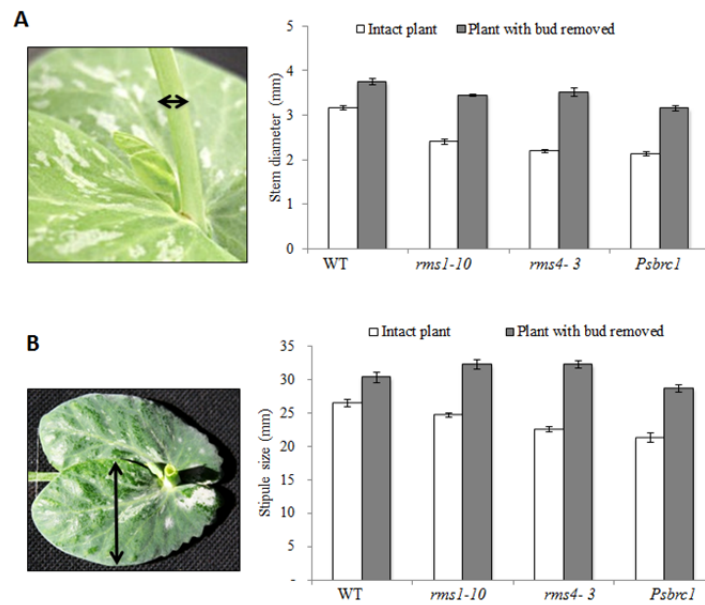 A
Intact plant Plant with bud removed
Stem diameter (mm)
5
4
3
2
1
0
WT rms1-10 rms4- 3 Psbrc1
B
Intact plant Plant with bud removed
Stipule size (mm)
35
30
25
20
15
10
5
-
WT rms1-10 rms4- 3 Psbrc1